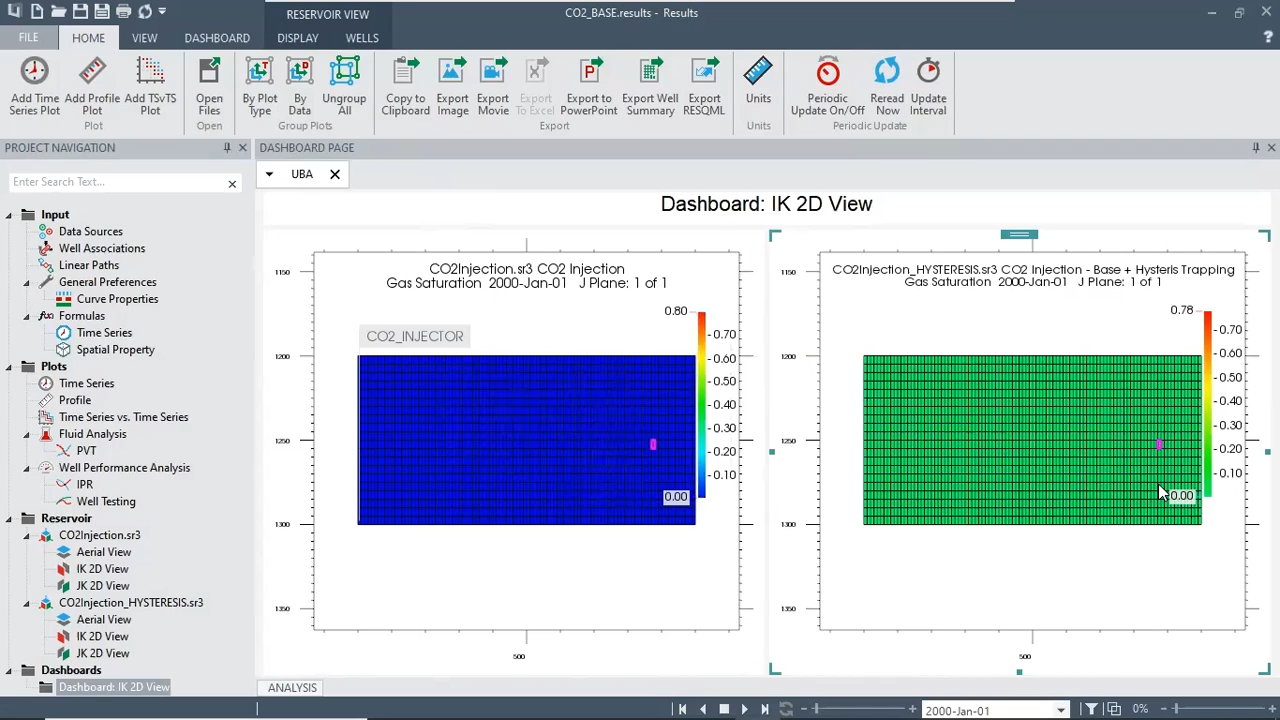 RESERVOIR VIEW
CO2_BASE.results - Results
FILE
HOME
VIEW
DASHBOARD
DISPLAY
WELLS
Add Time Series Plot
Add Profile Plot
Add TSvTS Plot
Plot
Open Files
Open
By Plot Type
By Data
Ungroup All
Group Plots
Copy to Clipboard
Export Image
Export Movie
Export To Excel
Export to PowerPoint
Export Well Summary
Export RESQML
Export
Units
Units
Periodic Update On/Off
Reread Now
Update Interval
Periodic Update
PROJECT NAVIGATION
DASHBOARD PAGE
Enter Search Text...
UBA
Input
Data Sources
Well Associations
Linear Paths
General Preferences
Curve Properties
Formulas
Time Series
Spatial Property
Plots
Time Series
Profile
Time Series vs. Time Series
Fluid Analysis
PVT
Well Performance Analysis
IPR
Well Testing
Reservoir
CO2Injection.sr3
Aerial View
IK 2D View
JK 2D View
CO2Injection_HYSTERESIS.sr3
Aerial View
IK 2D View
JK 2D View
Dashboards
Dashboard: IK 2D View
Dashboard: IK 2D View
CO2Injection.sr3 CO2 Injection
Gas Saturation 2000-Jan-01 J Plane: 1 of 1
CO2_INJECTOR
1150
1200
1250
1300
1350
500
0.80
0.70
0.60
0.50
0.40
0.30
0.20
0.10
0.00
CO2Injection_HYSTERESIS.sr3 CO2 Injection - Base + Hysteris Trapping
Gas Saturation 2000-Jan-01 J Plane: 1 of 1
1150
1200
1250
1300
1350
500
0.78
0.70
0.60
0.50
0.40
0.30
0.20
0.10
0.00
ANALYSIS
2000-Jan-01
0%